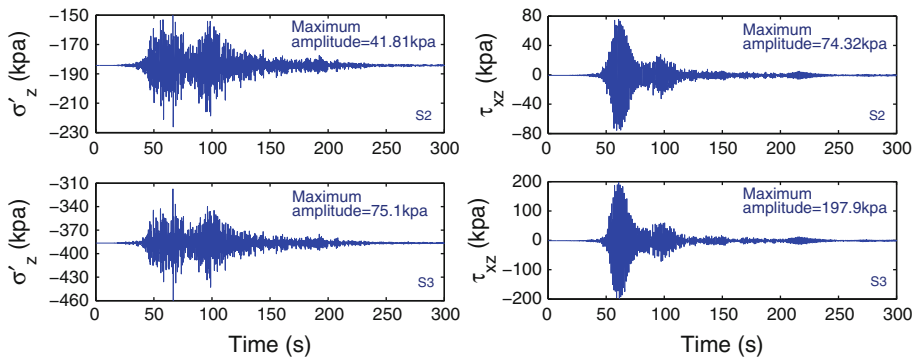 σ′z (kpa)
−150
−170
−190
−210
−230
Maximum
amplitude=41.81kpa
S2
0 50 100 150 200 250 300
τxz (kpa)
80
40
0
−40
−80
Maximum
amplitude=74.32kpa
S2
0 50 100 150 200 250 300
σ′z (kpa)
−310
−340
−370
−400
−430
−460
Maximum
amplitude=75.1kpa
S3
0 50 100 150 200 250 300
Time (s)
τxz (kpa)
200
100
0
−100
−200
Maximum
amplitude=197.9kpa
S3
0 50 100 150 200 250 300
Time (s)